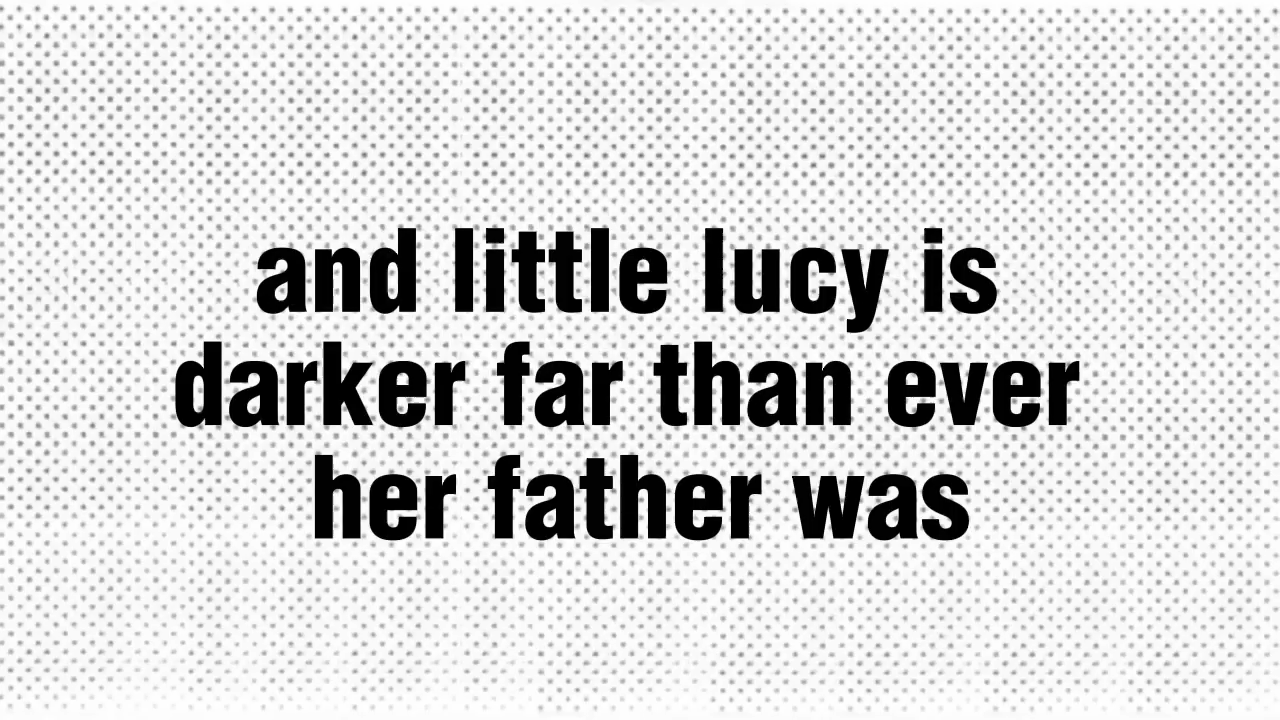 and little lucy is
darker far than ever
her father was